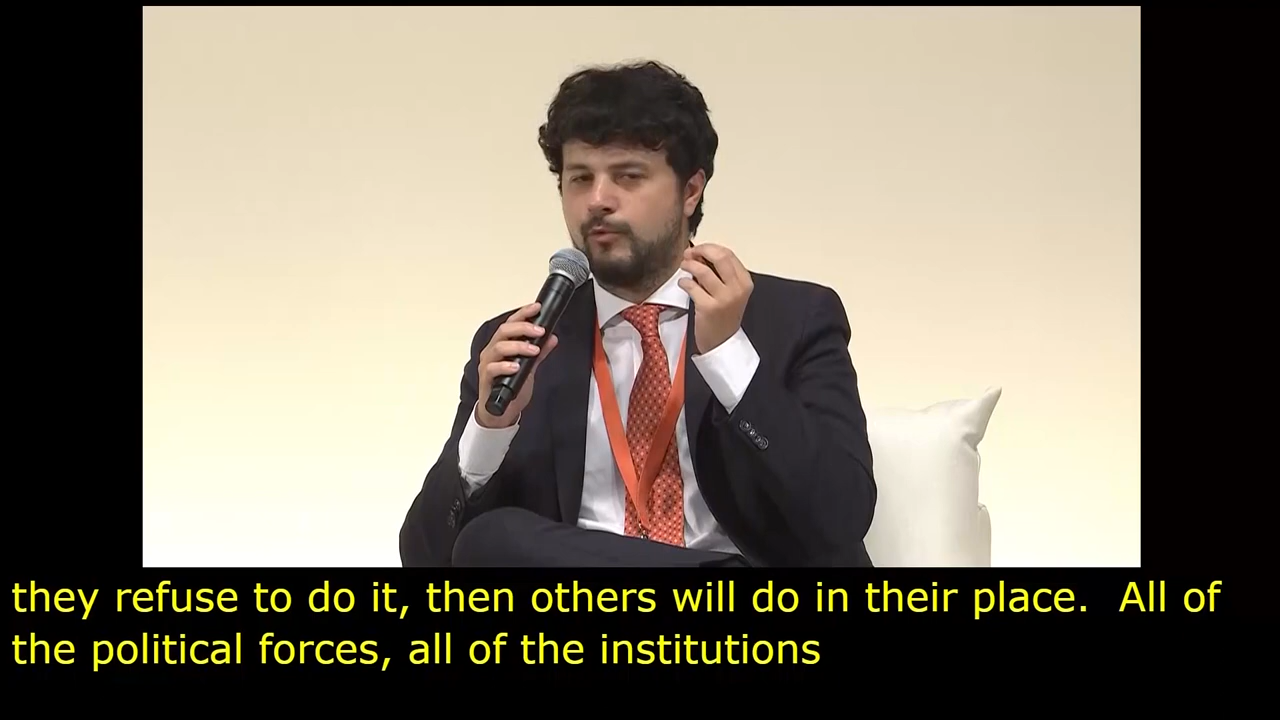 they refuse to do it, then others will do in their place.  All of
the political forces, all of the institutions